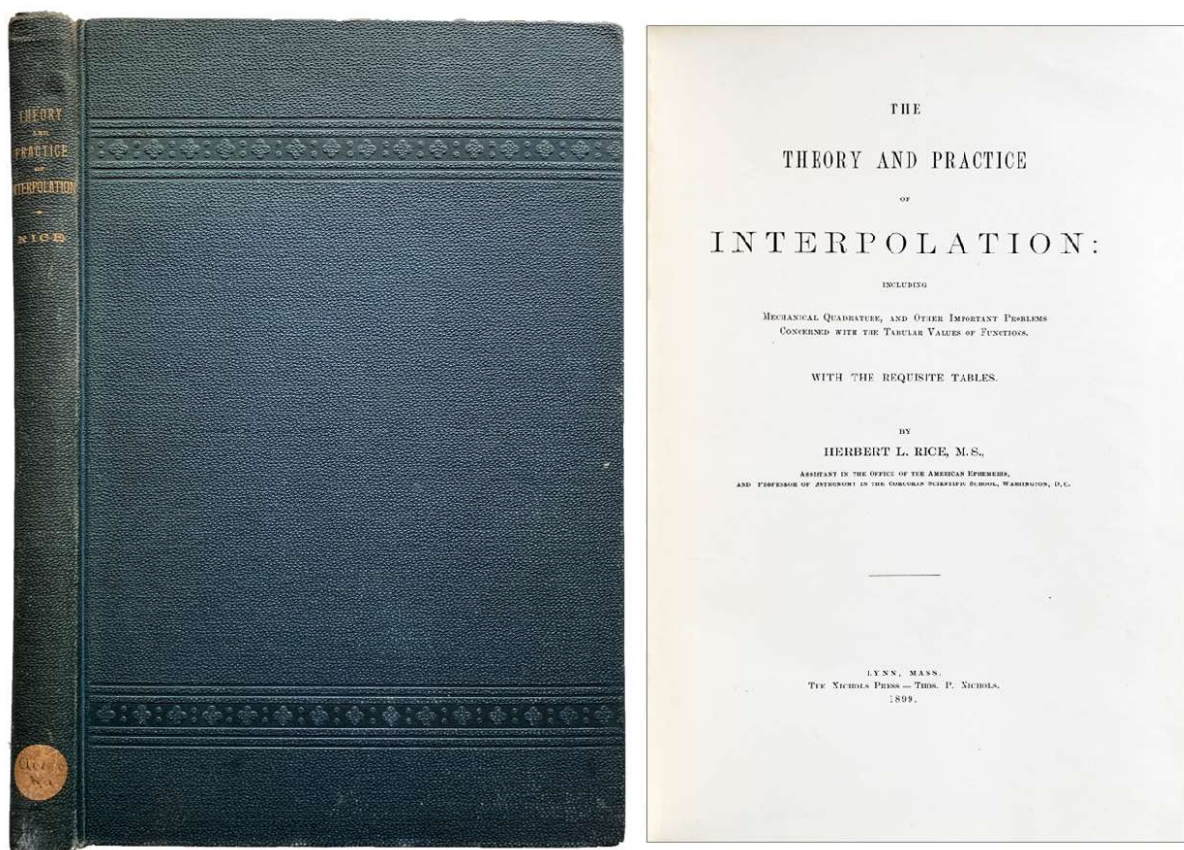 THEORY
AND
PRACTICE
OF
INTERPOLATION
RICE
THE
THEORY AND PRACTICE
OF
INTERPOLATION:
INCLUDING
MECHANICAL QUADRATURE, AND OTHER IMPORTANT PROBLEMS
CONCERNED WITH THE TABULAR VALUES OF FUNCTIONS.
WITH THE REQUISITE TABLES.
BY
HERBERT L. RICE, M.S.,
ASSISTANT IN THE OFFICE OF THE AMERICAN EPHEMERIS,
AND PROFESSOR OF ASTRONOMY IN THE CORCORAN SCIENTIFIC SCHOOL, WASHINGTON, D.C.
LYNN, MASS.
THE NICHOLS PRESS — THOS. P. NICHOLS.
1899.